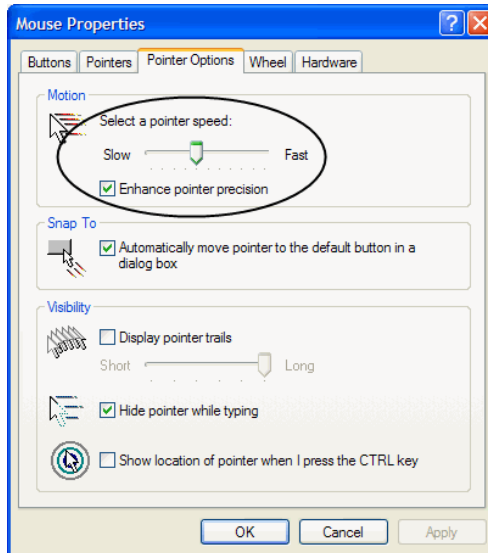 Mouse Properties
Buttons Pointers Pointer Options Wheel Hardware
Motion
Select a pointer speed:
Slow Fast
Enhance pointer precision
Snap To
Automatically move pointer to the default button in a
dialog box
Visibility
Display pointer trails
Short Long
Hide pointer while typing
Show location of pointer when I press the CTRL key
OK Cancel Apply